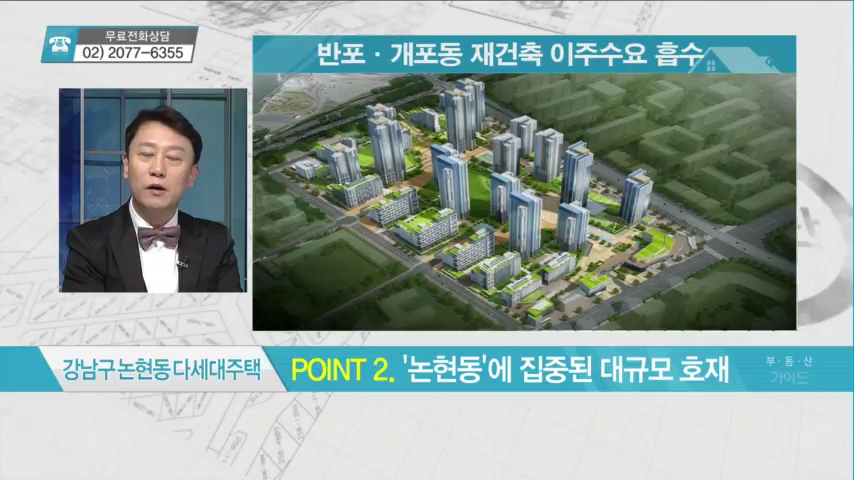 무료전화상담
02) 2077-6355
반포 · 개포동 재건축 이주수요 흡수
강남구 논현동 다세대주택
POINT 2. '논현동'에 집중된 대규모 호재
부·동·산
가이드